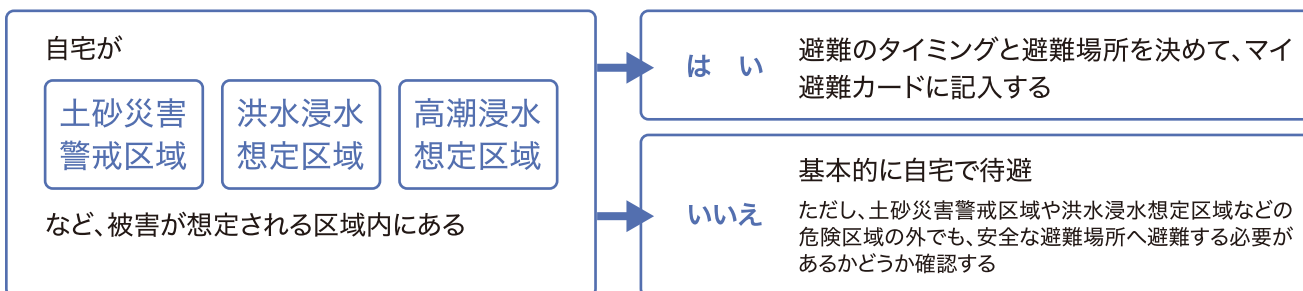 自宅が
土砂災害
警戒区域
洪水浸水
想定区域
高潮浸水
想定区域
など、被害が想定される区域内にある
は　い
避難のタイミングと避難場所を決めて、マイ
避難カードに記入する
いいえ
基本的に自宅で待避
ただし、土砂災害警戒区域や洪水浸水想定区域などの
危険区域の外でも、安全な避難場所へ避難する必要が
あるかどうか確認する